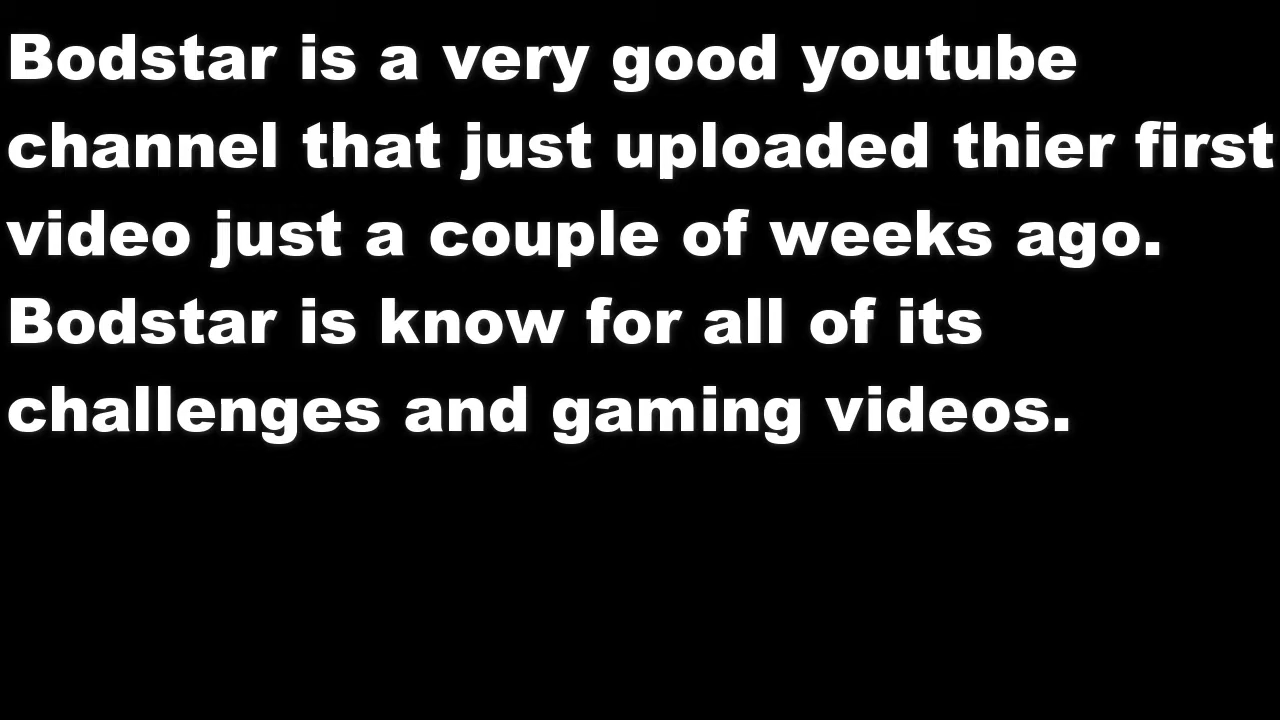 Bodstar is a very good youtube
channel that just uploaded thier first
video just a couple of weeks ago.
Bodstar is know for all of its
challenges and gaming videos.